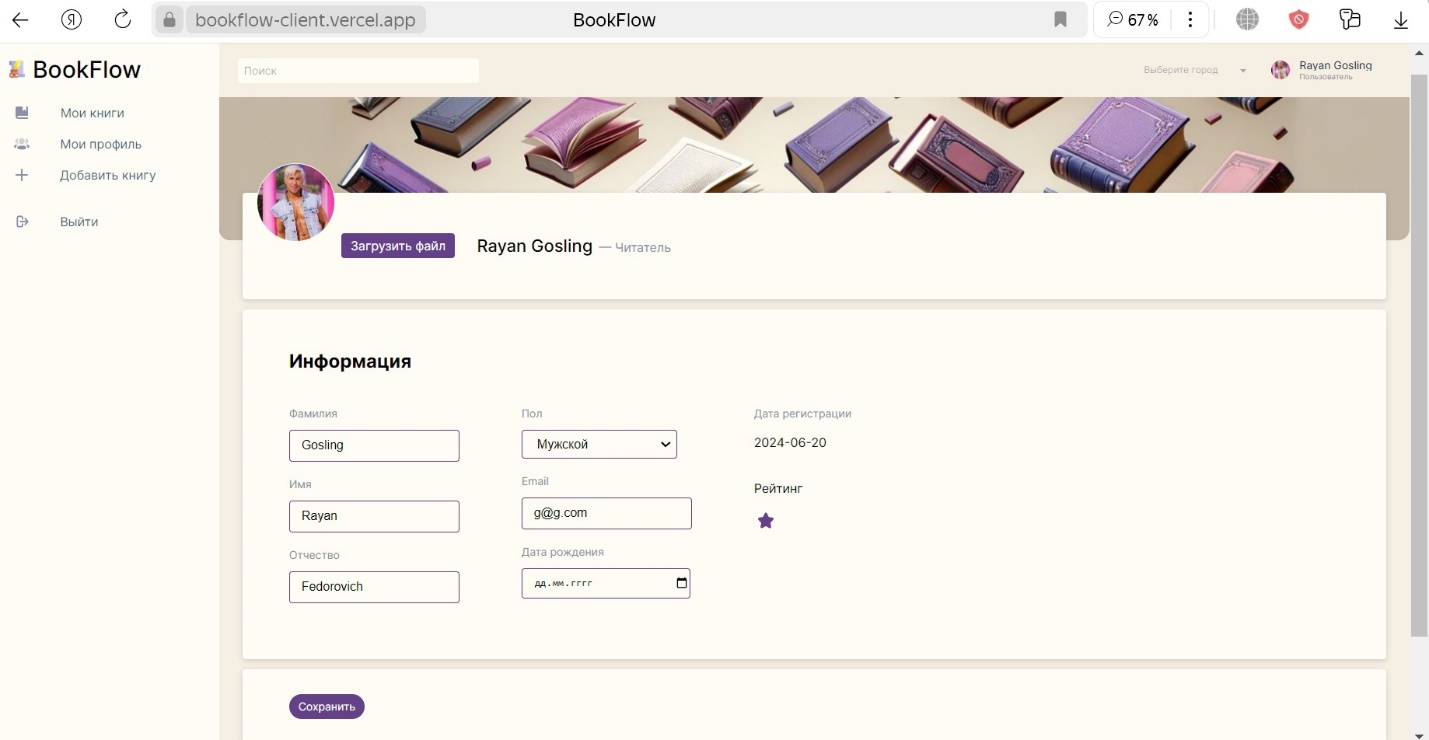 Я
bookflow-client.vercel.app
BookFlow
67%
BookFlow
Поиск
Выберите город
Rayan Gosling
Пользователь
Мои книги
Мои профиль
Добавить книгу
Выйти
Загрузить файл
Rayan Gosling — Читатель
Информация
Фамилия
Gosling
Имя
Rayan
Отчество
Fedorovich
Пол
Мужской
Email
g@g.com
Дата рождения
дд.мм.гггг
Дата регистрации
2024-06-20
Рейтинг
Сохранить